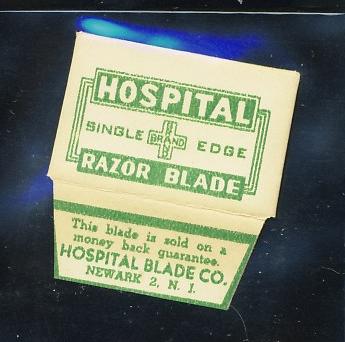 HOSPITAL
SINGLE BRAND EDGE
RAZOR BLADE
This blade is sold on a
money back guarantee.
HOSPITAL BLADE CO.
NEWARK 2, N. J.